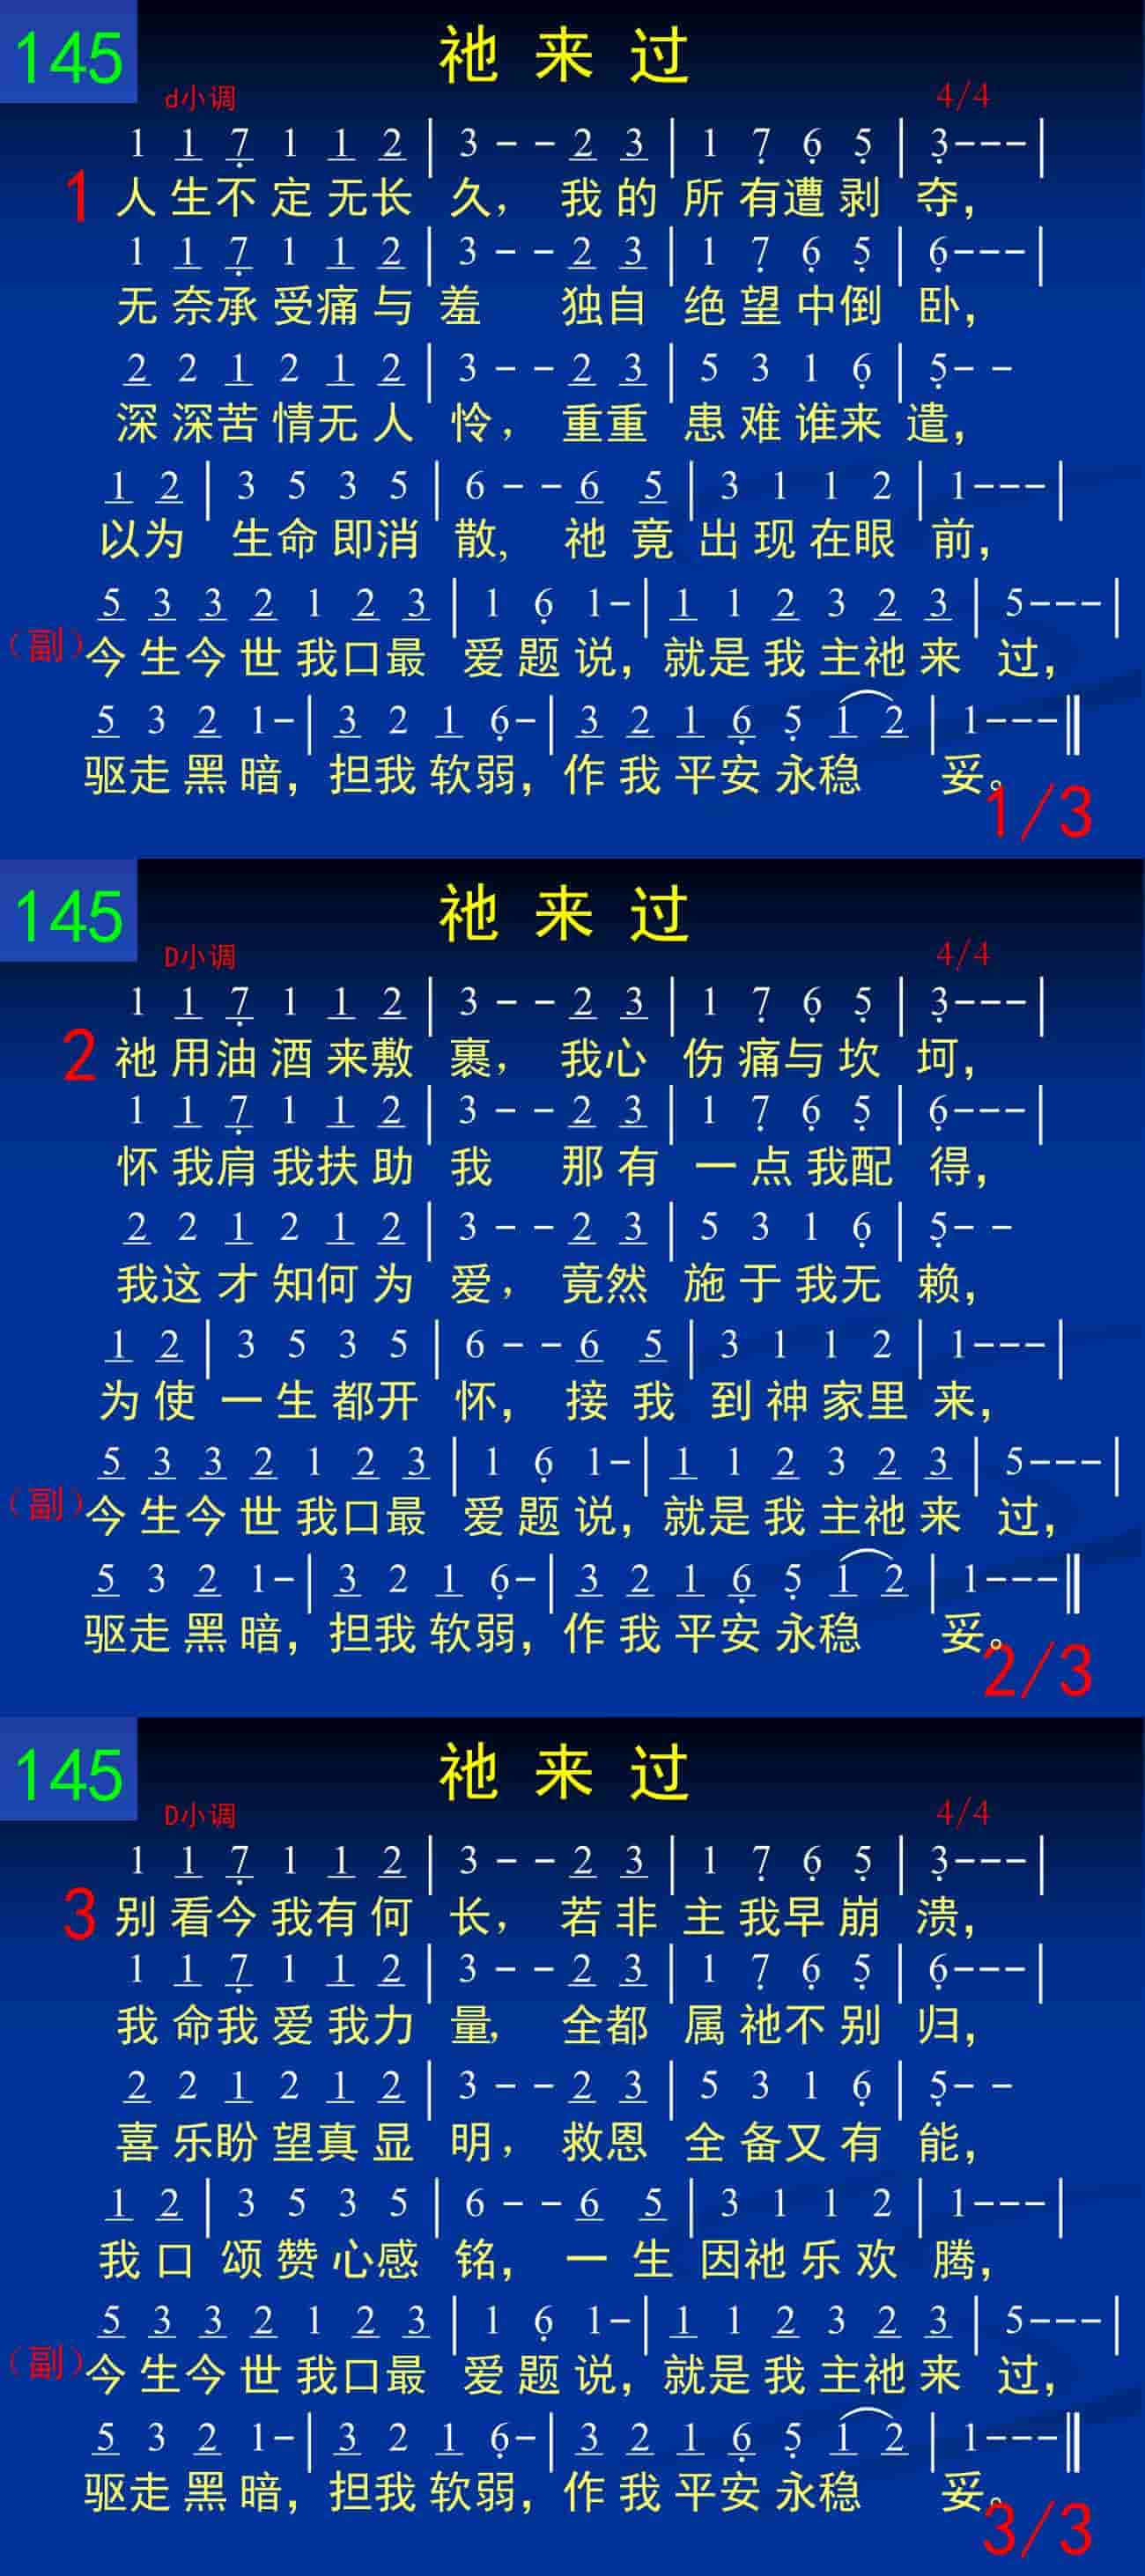 145
祂 来 过
d小调
4/4
1 1 7 1 1 2 | 3 - - 2 3 | 1 7 6 5 | 3--- |
1 人生不定无长 久， 我的 所有遭剥 夺，
1 1 7 1 1 2 | 3 - - 2 3 | 1 7 6 5 | 6--- |
无奈承受痛与 羞 独自 绝望中倒 卧，
2 2 1 2 1 2 | 3 - - 2 3 | 5 3 1 6 | 5- -
深深苦情无人 怜， 重重 患难谁来 遣，
1 2 | 3 5 3 5 | 6 - - 6 5 | 3 1 1 2 | 1--- |
以为 生命即消 散， 祂竟 出现在眼 前，
5 3 3 2 1 2 3 | 1 6 1- | 1 1 2 3 2 3 | 5--- |
（副）今生今世我口最 爱题说，就是我主祂来 过，
5 3 2 1- | 3 2 1 6- | 3 2 1 6 5 1 2 | 1--- ‖
驱走黑暗，担我软弱，作我平安永稳 妥。
1/3
145
祂 来 过
D小调
4/4
1 1 7 1 1 2 | 3 - - 2 3 | 1 7 6 5 | 3--- |
2 祂用油酒来敷 裹， 我心 伤痛与坎 坷，
1 1 7 1 1 2 | 3 - - 2 3 | 1 7 6 5 | 6--- |
怀我肩我扶助 我 那有 一点我配 得，
2 2 1 2 1 2 | 3 - - 2 3 | 5 3 1 6 | 5- -
我这才知何为 爱， 竟然 施于我无 赖，
1 2 | 3 5 3 5 | 6 - - 6 5 | 3 1 1 2 | 1--- |
为使 一生都开 怀， 接我 到神家里 来，
5 3 3 2 1 2 3 | 1 6 1- | 1 1 2 3 2 3 | 5--- |
（副）今生今世我口最 爱题说，就是我主祂来 过，
5 3 2 1- | 3 2 1 6- | 3 2 1 6 5 1 2 | 1--- ‖
驱走黑暗，担我软弱，作我平安永稳 妥。
2/3
145
祂 来 过
D小调
4/4
1 1 7 1 1 2 | 3 - - 2 3 | 1 7 6 5 | 3--- |
3 别看今我有何 长， 若非 主我早崩 溃，
1 1 7 1 1 2 | 3 - - 2 3 | 1 7 6 5 | 6--- |
我命我爱我力 量， 全都 属祂不别 归，
2 2 1 2 1 2 | 3 - - 2 3 | 5 3 1 6 | 5- -
喜乐盼望真显 明， 救恩 全备又有 能，
1 2 | 3 5 3 5 | 6 - - 6 5 | 3 1 1 2 | 1--- |
我口 颂赞心感 铭， 一生 因祂乐欢 腾，
5 3 3 2 1 2 3 | 1 6 1- | 1 1 2 3 2 3 | 5--- |
（副）今生今世我口最 爱题说，就是我主祂来 过，
5 3 2 1- | 3 2 1 6- | 3 2 1 6 5 1 2 | 1--- ‖
驱走黑暗，担我软弱，作我平安永稳 妥。
3/3